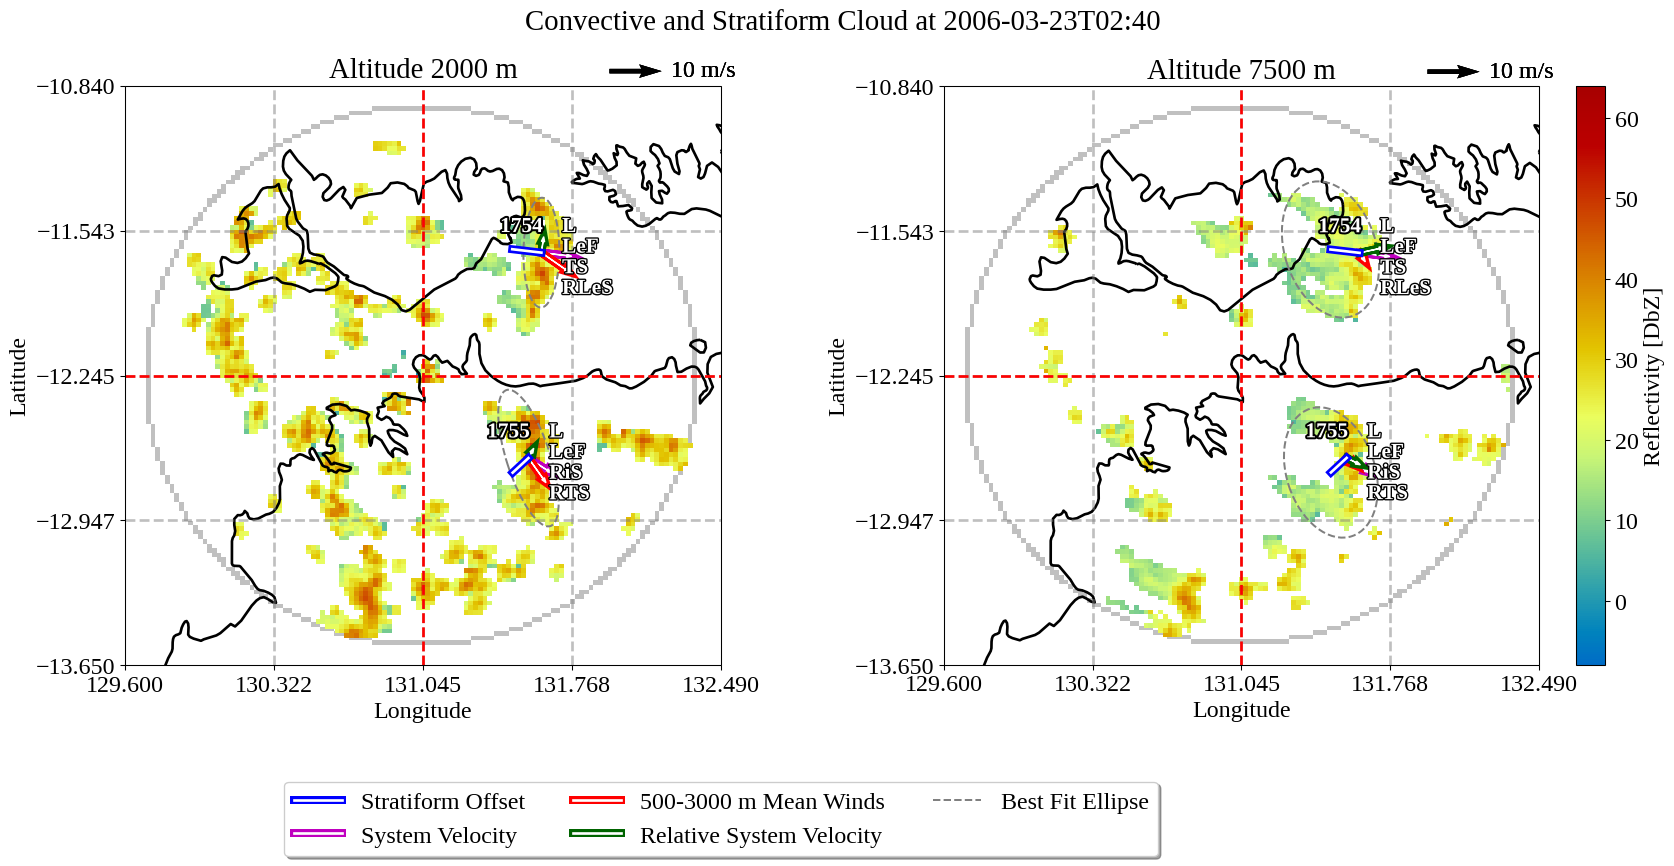 Convective and Stratiform Cloud at 2006-03-23T02:40
Altitude 2000 m
10 m/s
Altitude 7500 m
10 m/s
−10.840
−11.543
−12.245
−12.947
−13.650
Latitude
129.600
130.322
131.045
131.768
132.490
Longitude
1754
L
LeF
TS
RLeS
1755
L
LeF
RiS
RTS
−10.840
−11.543
−12.245
−12.947
−13.650
Latitude
129.600
130.322
131.045
131.768
132.490
Longitude
1754
L
LeF
TS
RLeS
1755
L
LeF
RiS
RTS
60
50
40
30
20
10
0
Reflectivity [DbZ]
Stratiform Offset
System Velocity
500-3000 m Mean Winds
Relative System Velocity
Best Fit Ellipse